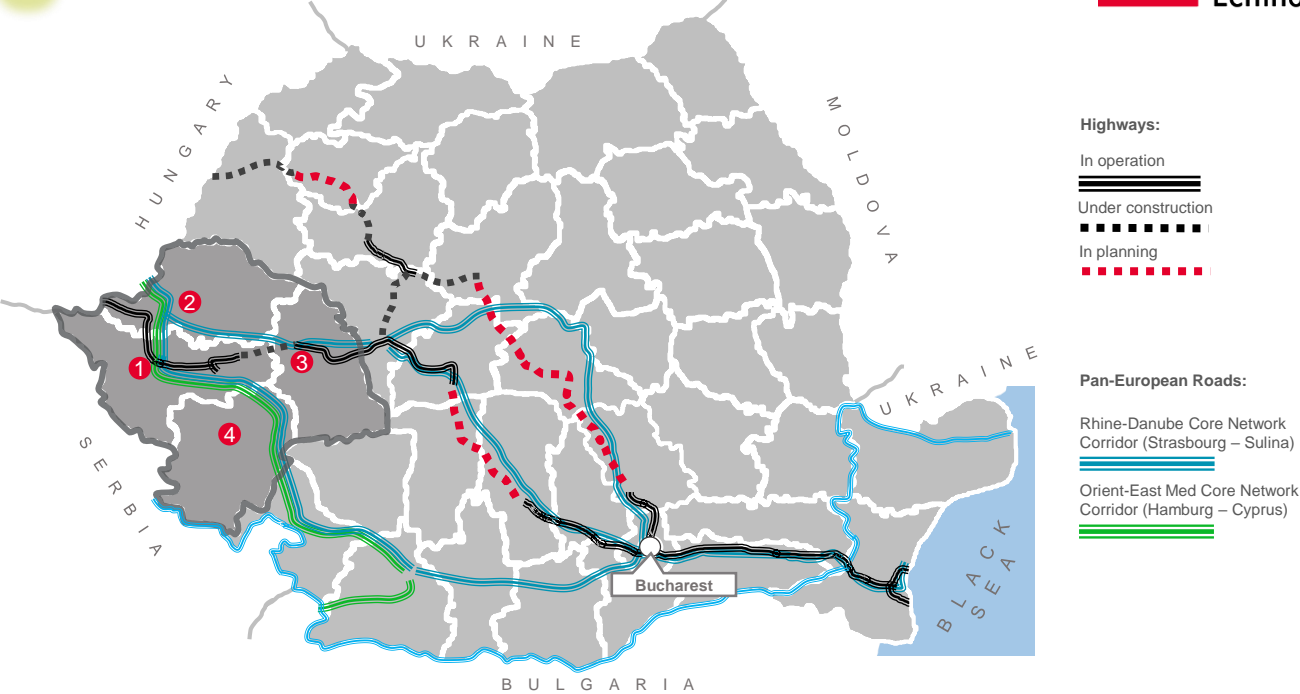 UKRAINE
HUNGARY
MOLDOVA
UKRAINE
SERBIA
BULGARIA
BLACK
SEA
1
2
3
4
Bucharest
Highways:
In operation
Under construction
In planning
Pan-European Roads:
Rhine-Danube Core Network
Corridor (Strasbourg – Sulina)
Orient-East Med Core Network
Corridor (Hamburg – Cyprus)